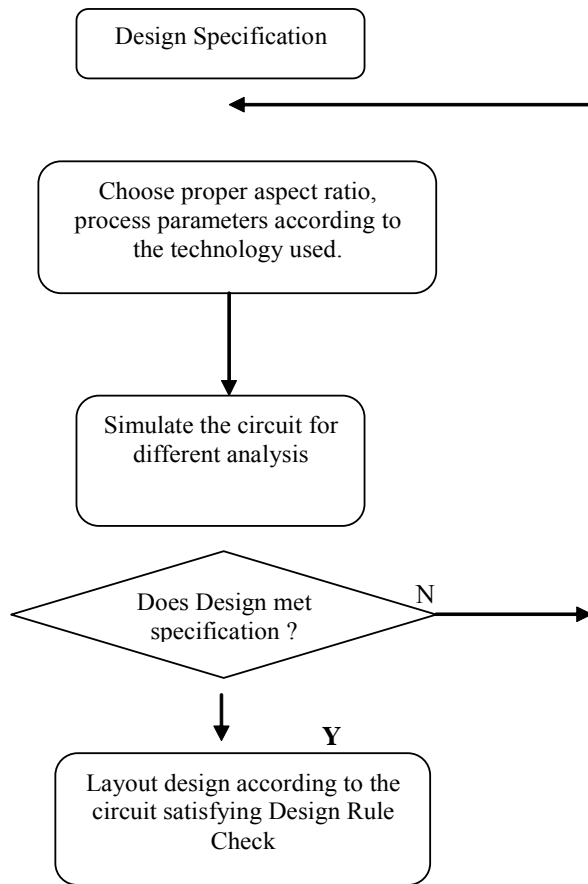 Design Specification
Choose proper aspect ratio,
process parameters according to
the technology used.
Simulate the circuit for
different analysis
N
Does Design met
specification ?
Y
Layout design according to the
circuit satisfying Design Rule
Check